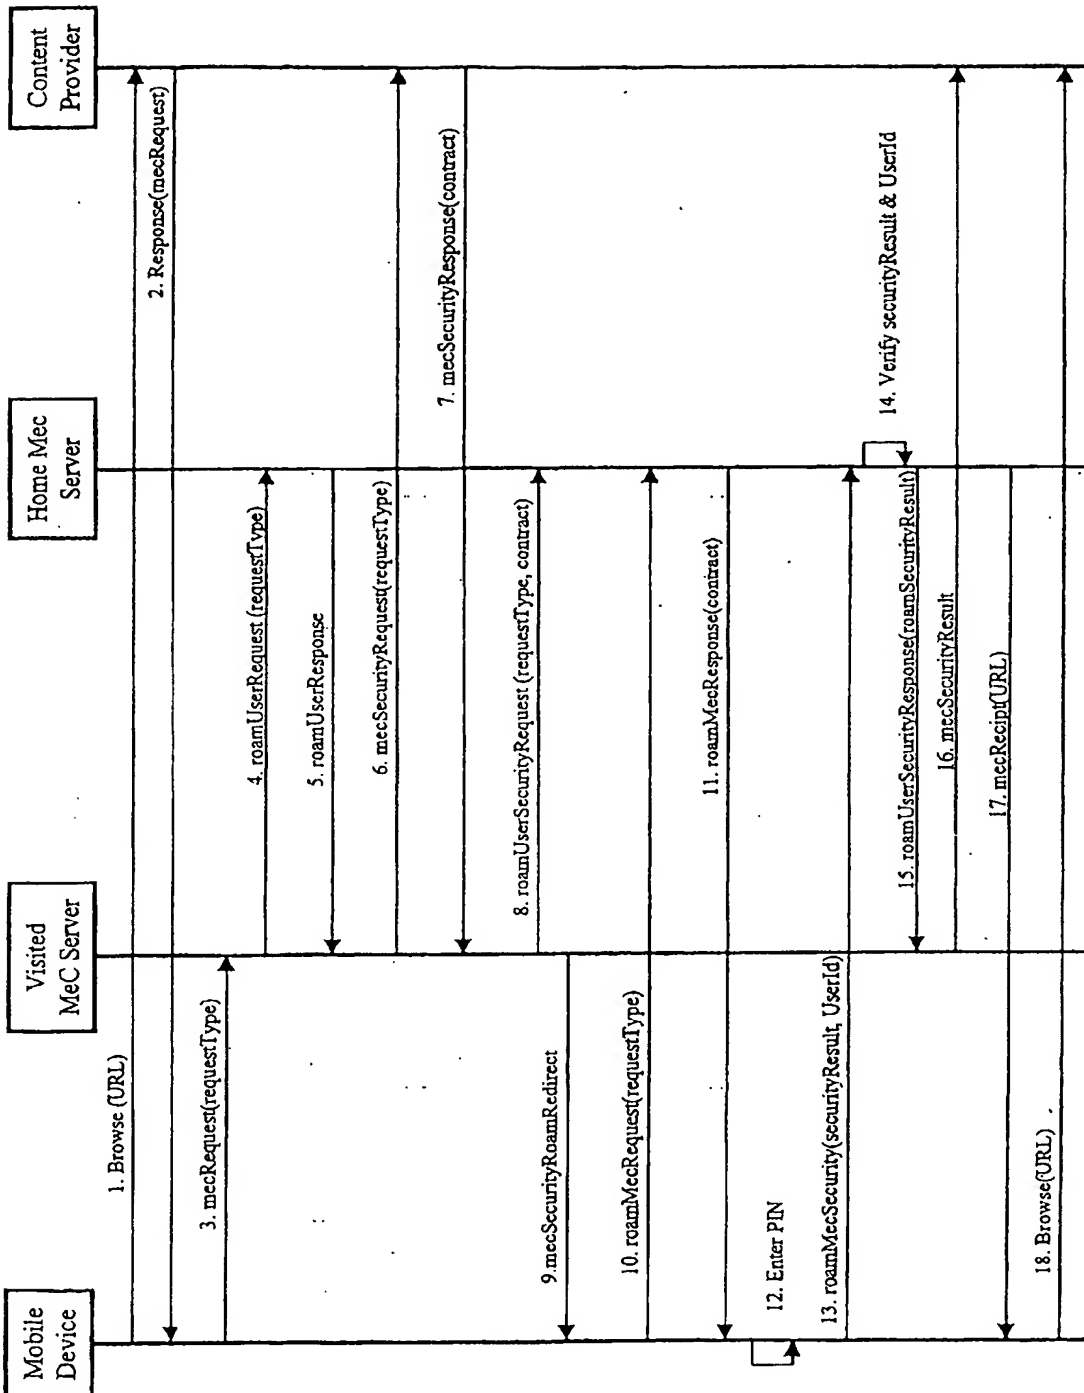 Mobile
Device
Visited
MeC Server
Home Mec
Server
Content
Provider
1. Browse (URL)
2. Response(mecRequest)
3. mecRequest(requestType)
4. roamUserRequest (requestType)
5. roamUserResponse
6. mecSecurityRequest(requestType)
7. mecSecurityResponse(contract)
8. roamUserSecurityRequest (requestType, contract)
9.mecSecurityRoamRedirect
10. roamMecRequest(requestType)
11. roamMecResponse(contract)
12. Enter PIN
13. roamMecSecurity(securityResult, UserId)
14. Verify securityResult & UserId
15. roamUserSecurityResponse(roamSecurityResult)
16. mecSecurityResult
17. mecRecipt(URL)
18. Browse(URL)